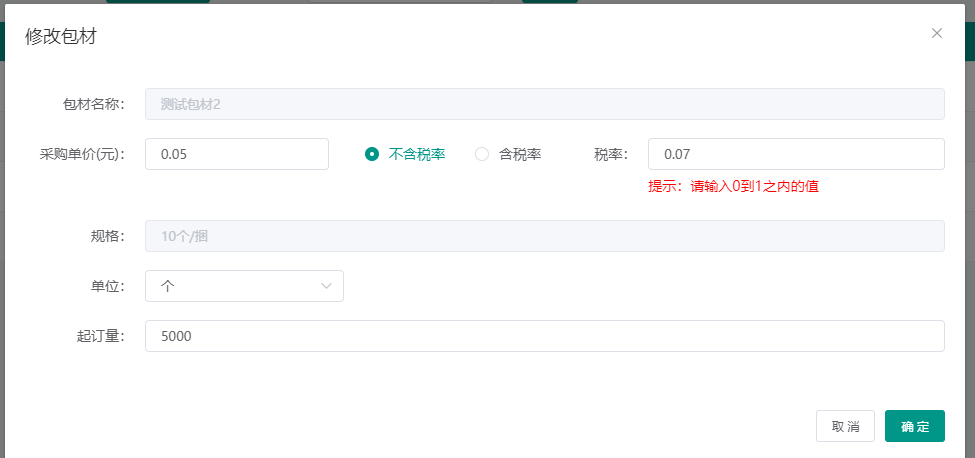 修改包材
包材名称： 测试包材2
采购单价(元)： 0.05 不含税率 含税率 税率： 0.07
提示：请输入0到1之内的值
规格： 10个/捆
单位： 个
起订量： 5000
取消 确定